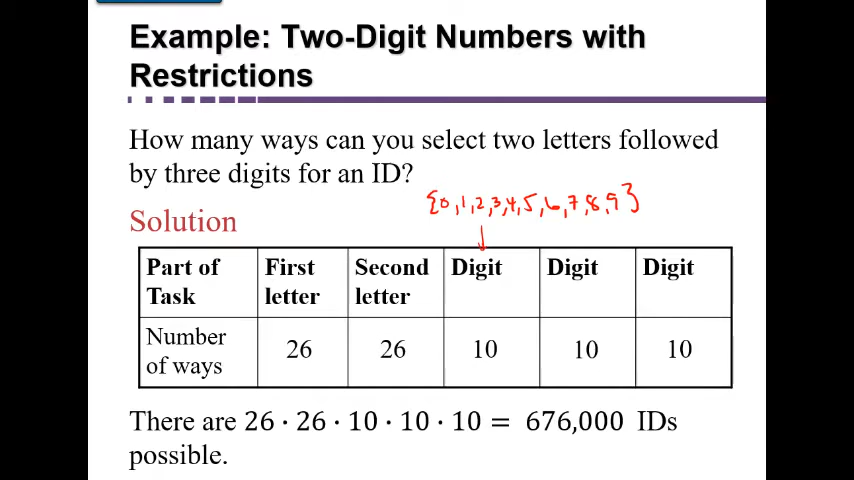 Example: Two-Digit Numbers with
Restrictions
How many ways can you select two letters followed
by three digits for an ID?
{0,1,2,3,4,5,6,7,8,9}
Solution
Part of Task First letter Second letter Digit Digit Digit
Number of ways 26 26 10 10 10
There are 26 · 26 · 10 · 10 · 10 = 676,000 IDs
possible.